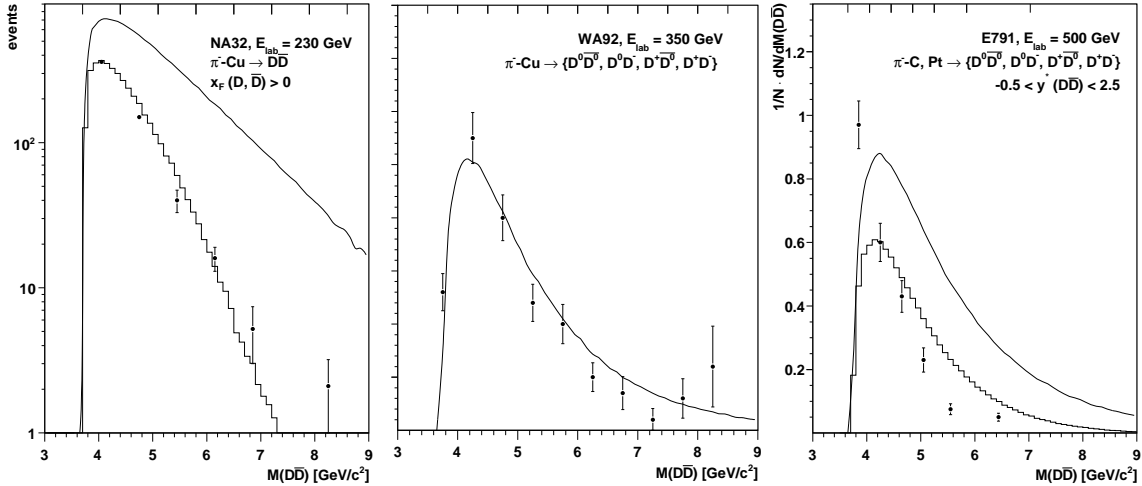 events
NA32, E_lab = 230 GeV
π⁻-Cu → DD̅
x_F (D, D̅) > 0
10²
10
1
3 4 5 6 7 8 9
M(DD̅) [GeV/c²]
WA92, E_lab = 350 GeV
π⁻-Cu → {D⁰D̅⁰, D⁰D⁻, D⁺D̅⁰, D⁺D⁻}
3 4 5 6 7 8 9
M(DD̅) [GeV/c²]
1/N · dN/dM(DD̅)
E791, E_lab = 500 GeV
π⁻-C, Pt → {D⁰D̅⁰, D⁰D⁻, D⁺D̅⁰, D⁺D⁻}
-0.5 < y* (DD̅) < 2.5
1.2
1
0.8
0.6
0.4
0.2
3 4 5 6 7 8 9
M(DD̅) [GeV/c²]